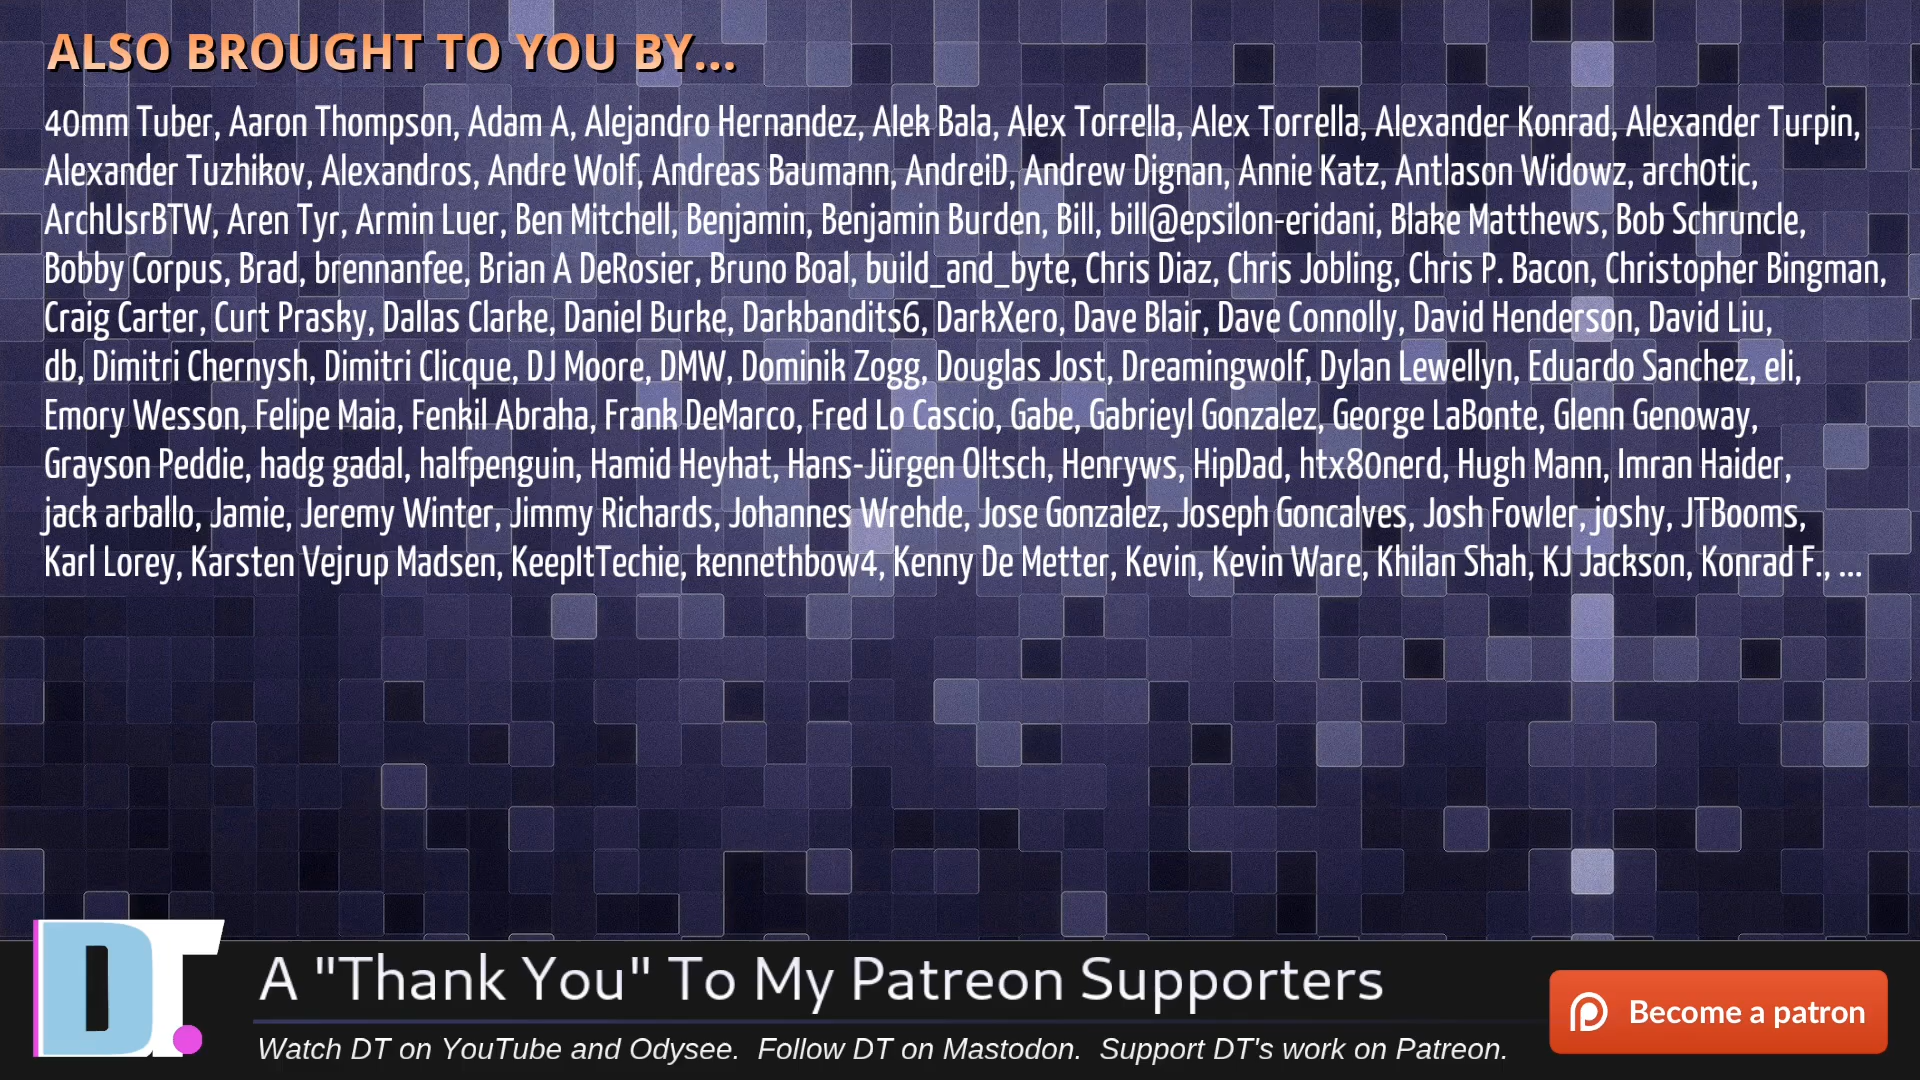 ALSO BROUGHT TO YOU BY...
40mm Tuber, Aaron Thompson, Adam A, Alejandro Hernandez, Alek Bala, Alex Torrella, Alex Torrella, Alexander Konrad, Alexander Turpin,
Alexander Tuzhikov, Alexandros, Andre Wolf, Andreas Baumann, AndreiD, Andrew Dignan, Annie Katz, Antlason Widowz, arch0tic,
ArchUsrBTW, Aren Tyr, Armin Luer, Ben Mitchell, Benjamin, Benjamin Burden, Bill, bill@epsilon-eridani, Blake Matthews, Bob Schruncle,
Bobby Corpus, Brad, brennanfee, Brian A DeRosier, Bruno Boal, build_and_byte, Chris Diaz, Chris Jobling, Chris P. Bacon, Christopher Bingman,
Craig Carter, Curt Prasky, Dallas Clarke, Daniel Burke, Darkbandits6, DarkXero, Dave Blair, Dave Connolly, David Henderson, David Liu,
db, Dimitri Chernysh, Dimitri Clicque, DJ Moore, DMW, Dominik Zogg, Douglas Jost, Dreamingwolf, Dylan Lewellyn, Eduardo Sanchez, eli,
Emory Wesson, Felipe Maia, Fenkil Abraha, Frank DeMarco, Fred Lo Cascio, Gabe, Gabrieyl Gonzalez, George LaBonte, Glenn Genoway,
Grayson Peddie, hadg gadal, halfpenguin, Hamid Heyhat, Hans-Jürgen Oltsch, Henryws, HipDad, htx80nerd, Hugh Mann, Imran Haider,
jack arballo, Jamie, Jeremy Winter, Jimmy Richards, Johannes Wrehde, Jose Gonzalez, Joseph Goncalves, Josh Fowler, joshy, JTBooms,
Karl Lorey, Karsten Vejrup Madsen, KeepItTechie, kennethbow4, Kenny De Metter, Kevin, Kevin Ware, Khilan Shah, KJ Jackson, Konrad F., ...
DT
A "Thank You" To My Patreon Supporters
Become a patron
Watch DT on YouTube and Odysee. Follow DT on Mastodon. Support DT's work on Patreon.